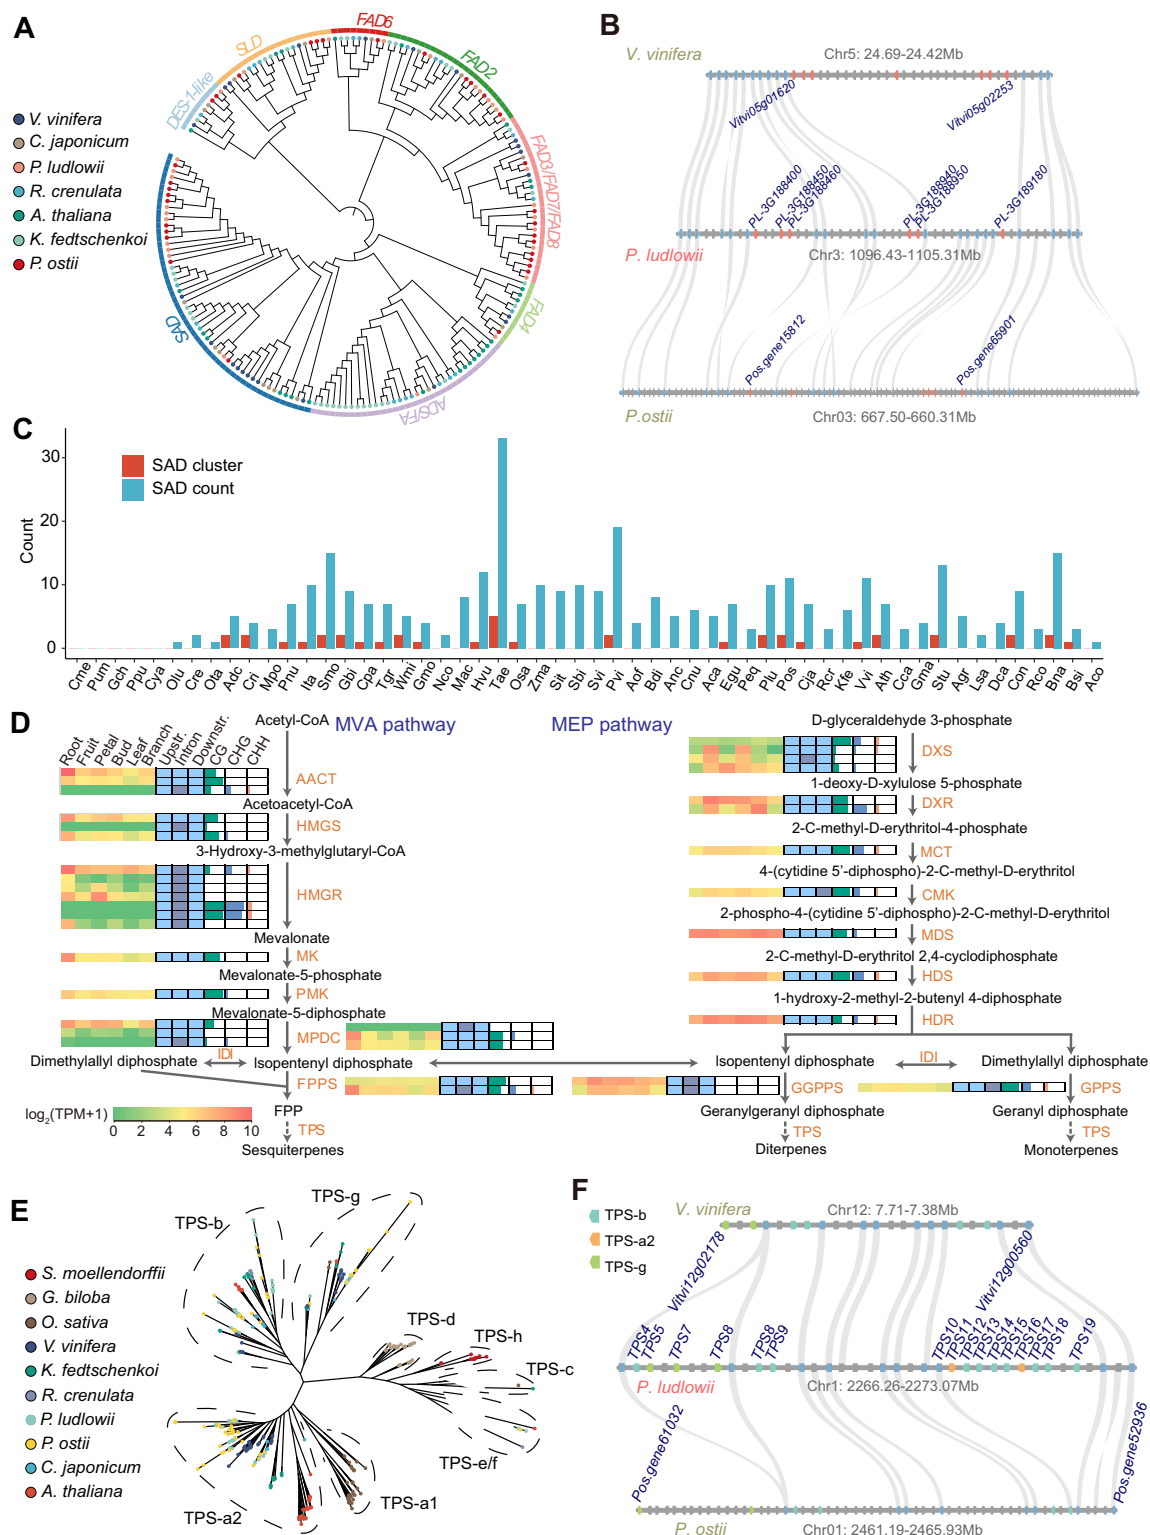 A
DES-1-like
SLD
FAD6
FAD2
FAD3/FAD7/FAD8
FAD4
ADS/FA
SAD
V. vinifera
C. japonicum
P. ludlowii
R. crenulata
A. thaliana
K. fedtschenkoi
P. ostii
B
V. vinifera
Chr5: 24.69-24.42Mb
Vitvi05g01620
Vitvi05g02253
PL-3G188400
PL-3G188450
PL-3G188460
PL-3G188940
PL-3G188950
PL-3G189180
P. ludlowii
Chr3: 1096.43-1105.31Mb
Pos.gene15812
Pos.gene65901
P.ostii
Chr03: 667.50-660.31Mb
C
Count
30
20
10
0
SAD cluster
SAD count
Cme
Pum
Gch
Ppu
Cya
Olu
Cre
Ota
Adc
Cri
Mpo
Pnu
Ita
Smo
Gbi
Cpa
Tgr
Wmi
Gmo
Nco
Mac
Hvu
Tae
Osa
Zma
Sit
Sbi
Svi
Pvi
Aof
Bdi
Anc
Cnu
Aca
Egu
Peq
Plu
Pos
Cja
Rcr
Kfe
Vvi
Ath
Cca
Gma
Stu
Agr
Lsa
Dca
Con
Rco
Bna
Bsi
Aco
D
Root
Fruit
Petal
Bud
Leaf
Branch
Upstr.
Intron
Downstr.
CG
CHG
CHH
Acetyl-CoA
MVA pathway
AACT
Acetoacetyl-CoA
HMGS
3-Hydroxy-3-methylglutaryl-CoA
HMGR
Mevalonate
MK
Mevalonate-5-phosphate
PMK
Mevalonate-5-diphosphate
MPDC
Dimethylallyl diphosphate
IDI
Isopentenyl diphosphate
FPPS
FPP
TPS
Sesquiterpenes
log2(TPM+1)
0 2 4 6 8 10
MEP pathway
D-glyceraldehyde 3-phosphate
DXS
1-deoxy-D-xylulose 5-phosphate
DXR
2-C-methyl-D-erythritol-4-phosphate
MCT
4-(cytidine 5'-diphospho)-2-C-methyl-D-erythritol
CMK
2-phospho-4-(cytidine 5'-diphospho)-2-C-methyl-D-erythritol
MDS
2-C-methyl-D-erythritol 2,4-cyclodiphosphate
HDS
1-hydroxy-2-methyl-2-butenyl 4-diphosphate
HDR
Isopentenyl diphosphate
IDI
Dimethylallyl diphosphate
GGPPS
GPPS
Geranylgeranyl diphosphate
Geranyl diphosphate
TPS
TPS
Diterpenes
Monoterpenes
E
TPS-b
TPS-g
TPS-d
TPS-h
TPS-c
TPS-e/f
TPS-a1
TPS-a2
S. moellendorffii
G. biloba
O. sativa
V. vinifera
K. fedtschenkoi
R. crenulata
P. ludlowii
P. ostii
C. japonicum
A. thaliana
F
TPS-b
TPS-a2
TPS-g
V. vinifera
Chr12: 7.71-7.38Mb
Vitvi12g02178
Vitvi12g00560
TPS4
TPS5
TPS7
TPS8
TPS8
TPS9
TPS10
TPS11
TPS12
TPS13
TPS14
TPS15
TPS16
TPS17
TPS18
TPS19
P. ludlowii
Chr1: 2266.26-2273.07Mb
Pos.gene61032
Pos.gene52936
P. ostii
Chr01: 2461.19-2465.93Mb